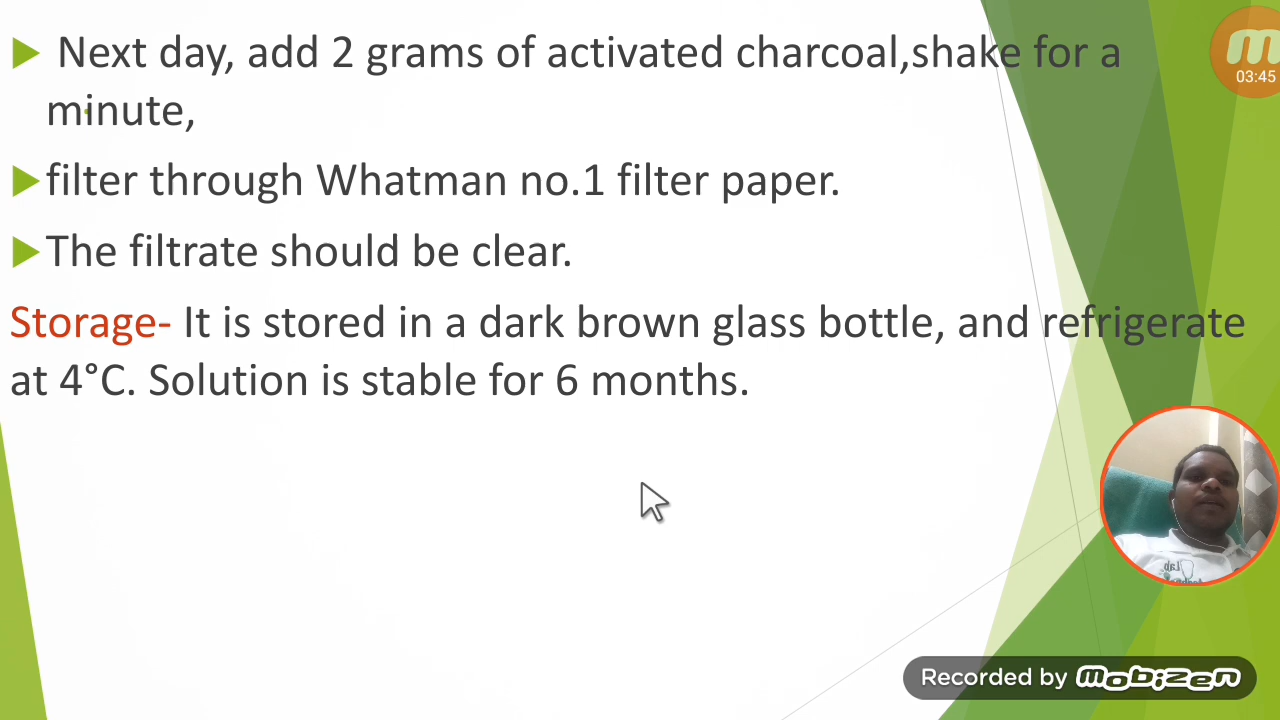 Next day, add 2 grams of activated charcoal,shake for a
minute,
filter through Whatman no.1 filter paper.
The filtrate should be clear.
Storage- It is stored in a dark brown glass bottle, and refrigerate
at 4°C. Solution is stable for 6 months.
03:45
Lab
Recorded by mobizen